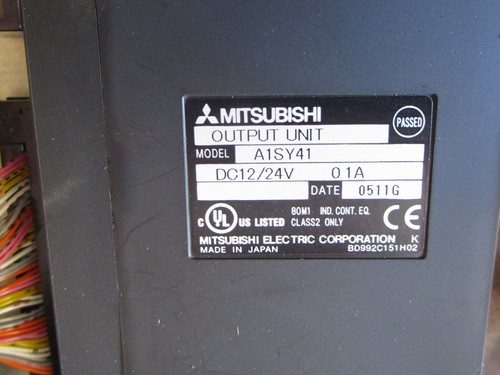 MITSUBISHI
PASSED
OUTPUT UNIT
MODEL A1SY41
DC12/24V 0.1A
DATE 0511G
C UL US LISTED 80M1 IND. CONT. EQ. CLASS2 ONLY CE
MITSUBISHI ELECTRIC CORPORATION K
MADE IN JAPAN BD992C151H02